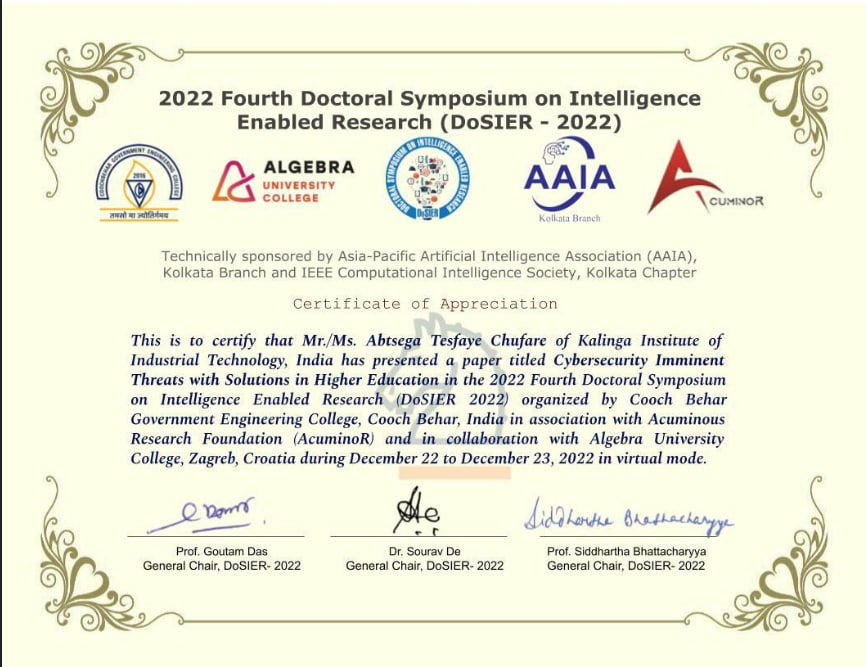 2022 Fourth Doctoral Symposium on Intelligence
Enabled Research (DoSIER - 2022)
COOCHBEHAR GOVERNMENT ENGINEERING COLLEGE
2016
तमसो मा ज्योतिर्गमय
ALGEBRA
UNIVERSITY
COLLEGE
DOCTORAL SYMPOSIUM ON INTELLIGENCE ENABLED RESEARCH
DoSIER
AAIA
Kolkata Branch
ACUMINOR
Technically sponsored by Asia-Pacific Artificial Intelligence Association (AAIA),
Kolkata Branch and IEEE Computational Intelligence Society, Kolkata Chapter
Certificate of Appreciation
This is to certify that Mr./Ms. Abtsega Tesfaye Chufare of Kalinga Institute of
Industrial Technology, India has presented a paper titled Cybersecurity Imminent
Threats with Solutions in Higher Education in the 2022 Fourth Doctoral Symposium
on Intelligence Enabled Research (DoSIER 2022) organized by Cooch Behar
Government Engineering College, Cooch Behar, India in association with Acuminous
Research Foundation (AcuminoR) and in collaboration with Algebra University
College, Zagreb, Croatia during December 22 to December 23, 2022 in virtual mode.
Siddhartha Bhattacharyya
Prof. Goutam Das
General Chair, DoSIER- 2022
Dr. Sourav De
General Chair, DoSIER- 2022
Prof. Siddhartha Bhattacharyya
General Chair, DoSIER- 2022